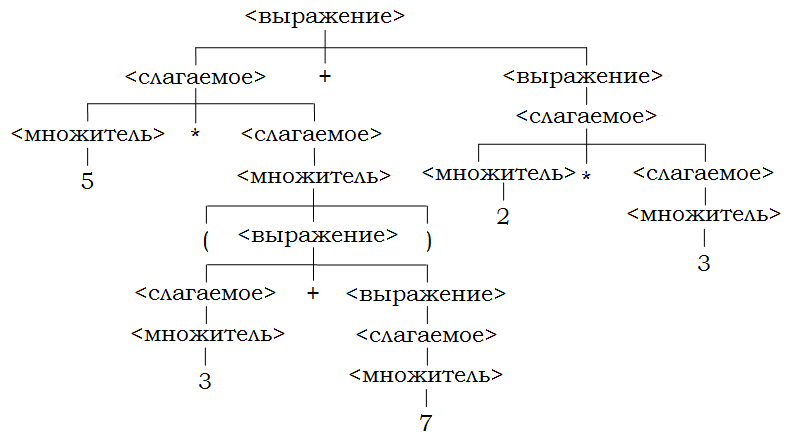 <выражение>
<слагаемое> + <выражение>
<слагаемое>
<множитель> * <слагаемое>
<множитель> * <слагаемое>
5 <множитель>
2 <множитель>
( <выражение> )
3
<слагаемое> + <выражение>
<множитель> <слагаемое>
3 <множитель>
7